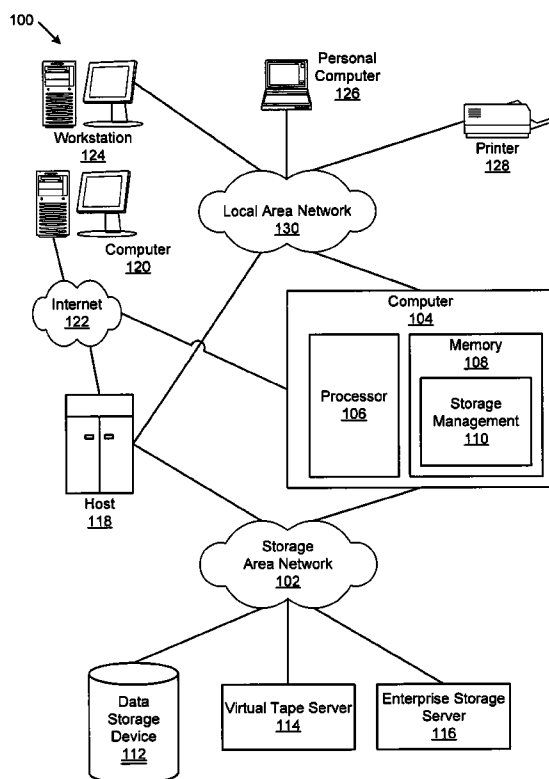 100
Workstation
124
Personal
Computer
126
Printer
128
Local Area Network
130
Computer
120
Internet
122
Computer
104
Processor
106
Memory
108
Storage
Management
110
Host
118
Storage
Area Network
102
Data
Storage
Device
112
Virtual Tape Server
114
Enterprise Storage
Server
116